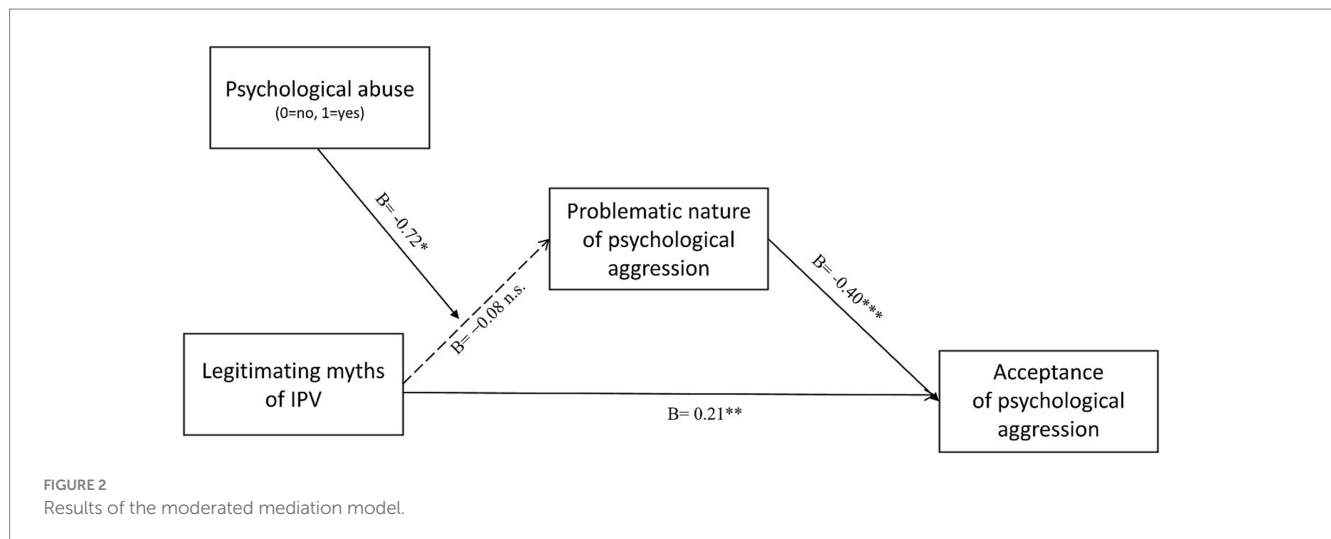 Psychological abuse
(0=no, 1=yes)
B= -0.72*
Problematic nature
of psychological
aggression
B= −0.08 n.s.
B= -0.40***
Legitimating myths
of IPV
B= 0.21**
Acceptance
of psychological
aggression
FIGURE 2
Results of the moderated mediation model.